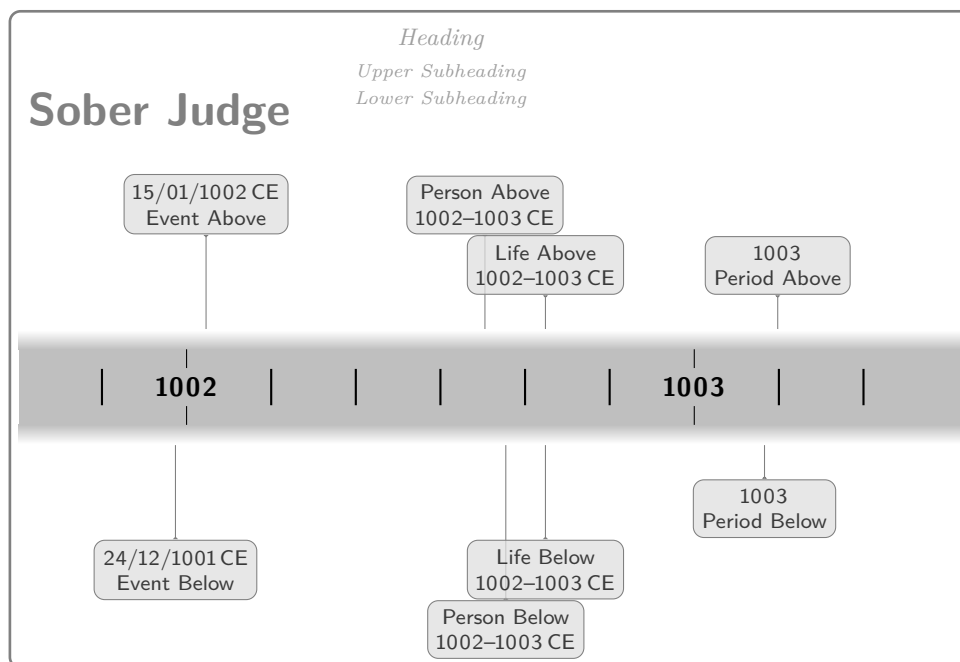 Heading
Upper Subheading
Lower Subheading
Sober Judge
15/01/1002 CE
Event Above
Person Above
1002–1003 CE
Life Above
1002–1003 CE
1003
Period Above
1002
1003
1003
Period Below
24/12/1001 CE
Event Below
Life Below
1002–1003 CE
Person Below
1002–1003 CE